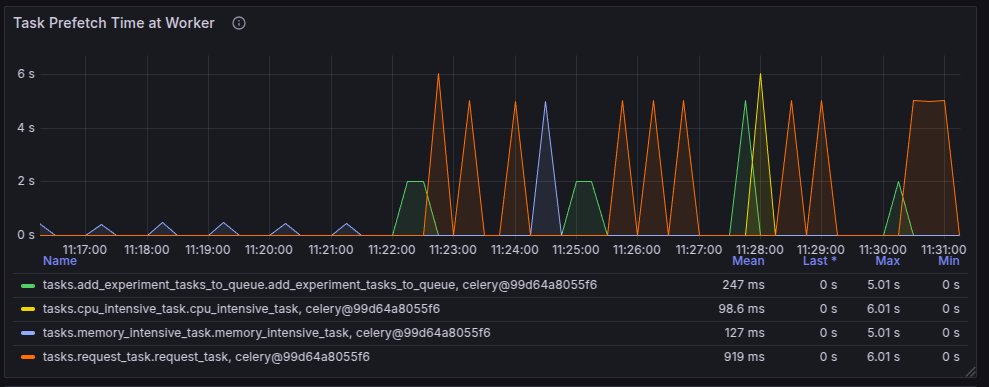 Task Prefetch Time at Worker
6 s
4 s
2 s
0 s
11:17:00 11:18:00 11:19:00 11:20:00 11:21:00 11:22:00 11:23:00 11:24:00 11:25:00 11:26:00 11:27:00 11:28:00 11:29:00 11:30:00 11:31:00
Name Mean Last * Max Min
tasks.add_experiment_tasks_to_queue.add_experiment_tasks_to_queue, celery@99d64a8055f6 247 ms 0 s 5.01 s 0 s
tasks.cpu_intensive_task.cpu_intensive_task, celery@99d64a8055f6 98.6 ms 0 s 6.01 s 0 s
tasks.memory_intensive_task.memory_intensive_task, celery@99d64a8055f6 127 ms 0 s 5.01 s 0 s
tasks.request_task.request_task, celery@99d64a8055f6 919 ms 0 s 6.01 s 0 s